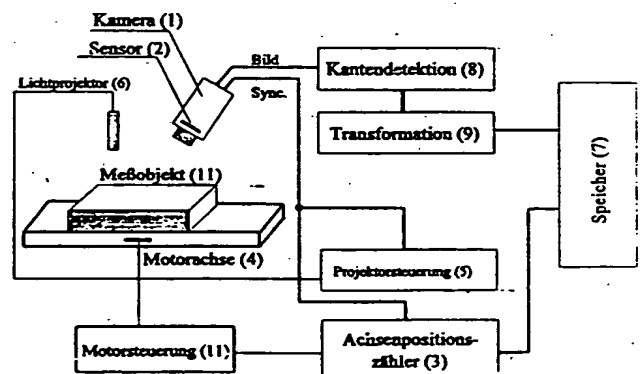 Kamera (1)
Sensor (2)
Lichtprojektor (6)
Bild
Sync.
Kantendetektion (8)
Transformation (9)
Speicher (7)
Meßobjekt (11)
Motorachse (4)
Projektorsteuerung (5)
Motorsteuerung (11)
Achsenpositions-
zähler (3)